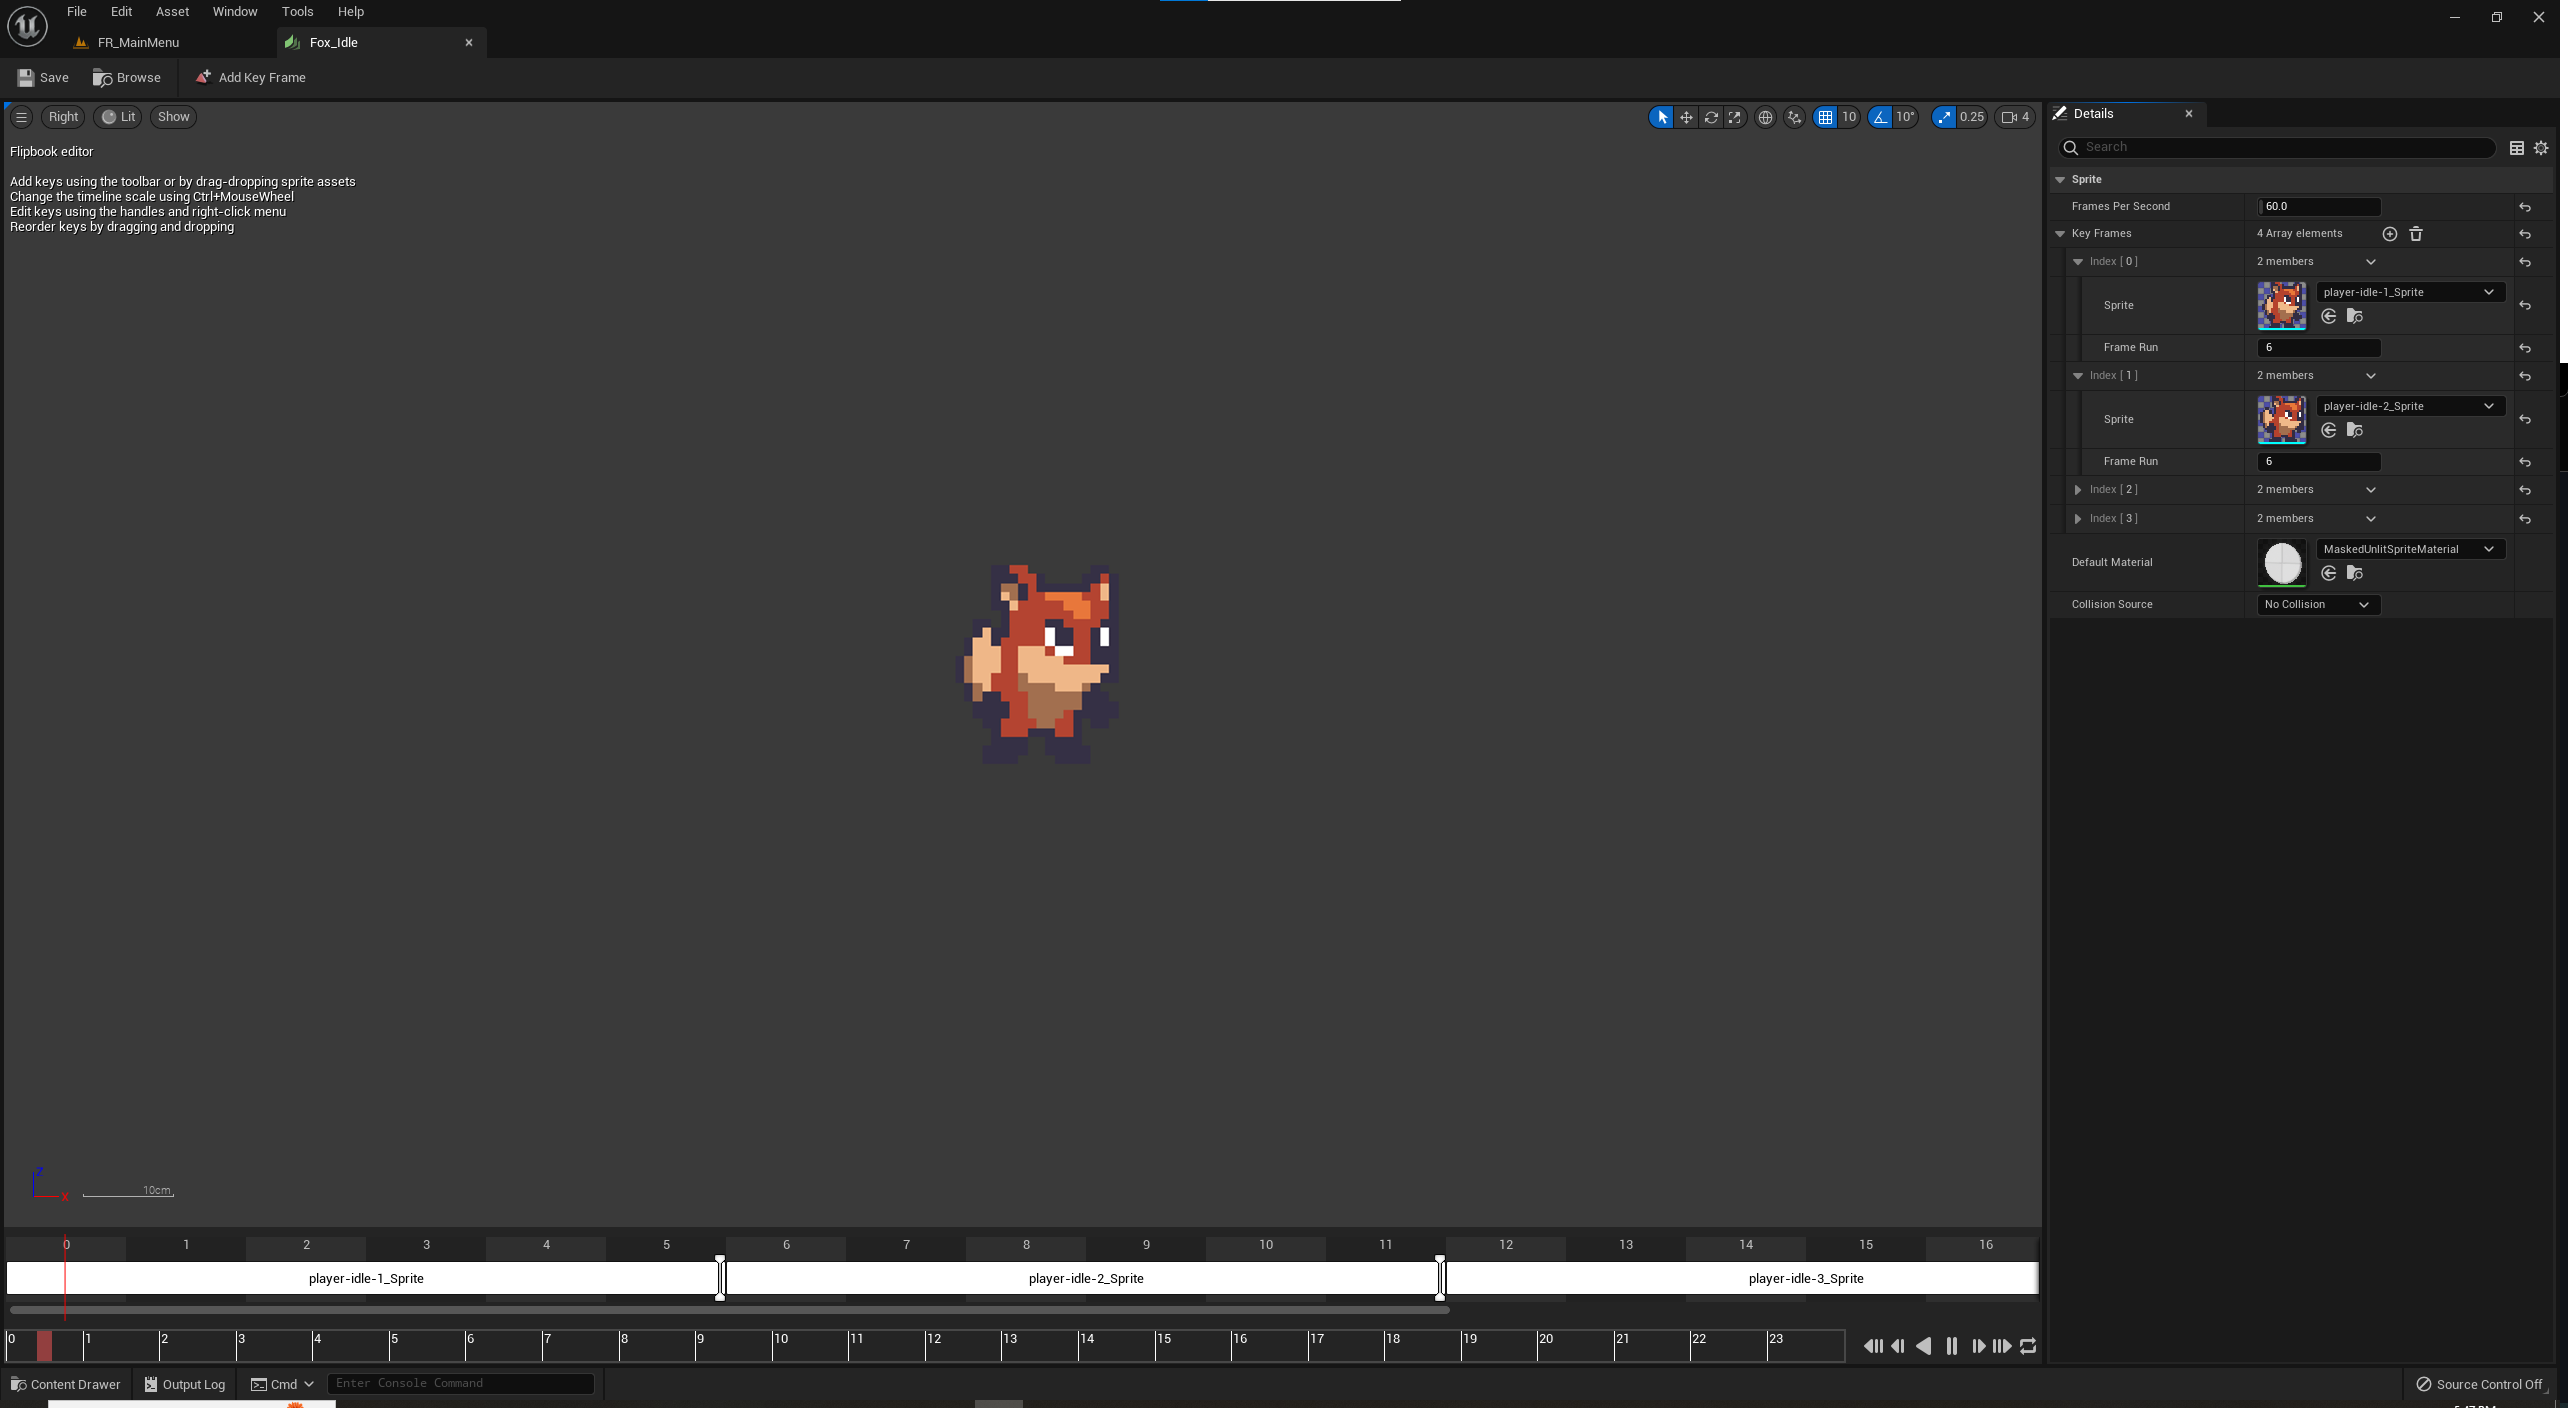 File Edit Asset Window Tools Help
FR_MainMenu Fox_Idle
Save Browse Add Key Frame
Right Lit Show 10 10° 0.25 4
Flipbook editor
Add keys using the toolbar or by drag-dropping sprite assets
Change the timeline scale using Ctrl+MouseWheel
Edit keys using the handles and right-click menu
Reorder keys by dragging and dropping
Z
X 10cm
Details
Search
Sprite
Frames Per Second 60.0
Key Frames 4 Array elements
Index [ 0 ] 2 members
Sprite player-idle-1_Sprite
Frame Run 6
Index [ 1 ] 2 members
Sprite player-idle-2_Sprite
Frame Run 6
Index [ 2 ] 2 members
Index [ 3 ] 2 members
Default Material MaskedUnlitSpriteMaterial
Collision Source No Collision
0 1 2 3 4 5 6 7 8 9 10 11 12 13 14 15 16
player-idle-1_Sprite player-idle-2_Sprite player-idle-3_Sprite
0 1 2 3 4 5 6 7 8 9 10 11 12 13 14 15 16 17 18 19 20 21 22 23
Content Drawer Output Log Cmd Enter Console Command Source Control Off